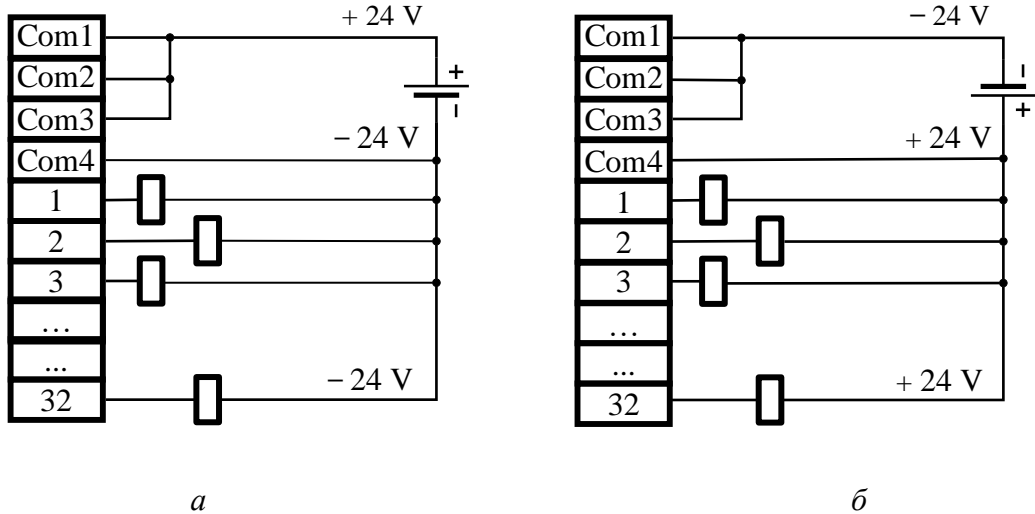 + 24 V
Com1
Com2
Com3
Com4
1
2
3
…
...
32
+
−
− 24 V
− 24 V
а
− 24 V
Com1
Com2
Com3
Com4
1
2
3
…
...
32
−
+
+ 24 V
+ 24 V
б